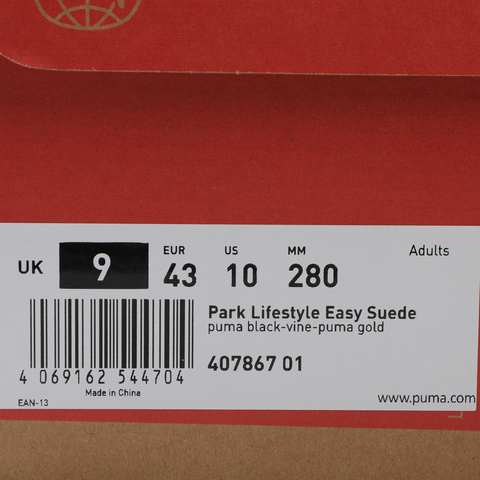 EUR US MM Adults
UK 9 43 10 280
Park Lifestyle Easy Suede
puma black-vine-puma gold
407867 01
4 069162 544704
Made in China
EAN-13
www.puma.com